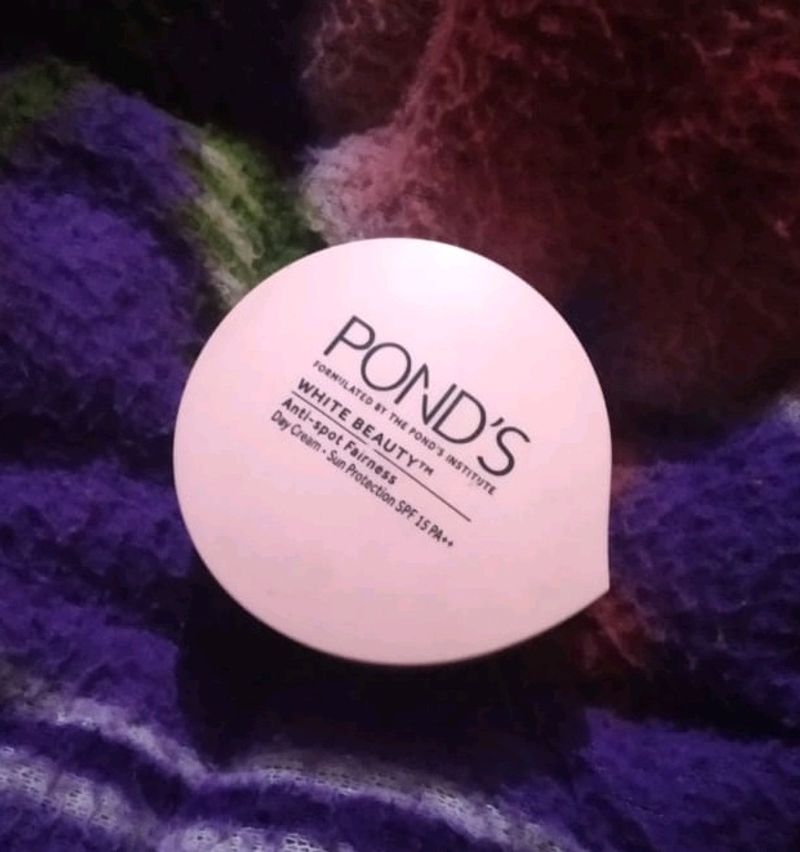 POND'S
FORMULATED BY THE POND'S INSTITUTE
WHITE BEAUTY™
Anti-spot Fairness
Day Cream • Sun Protection SPF 15 PA++